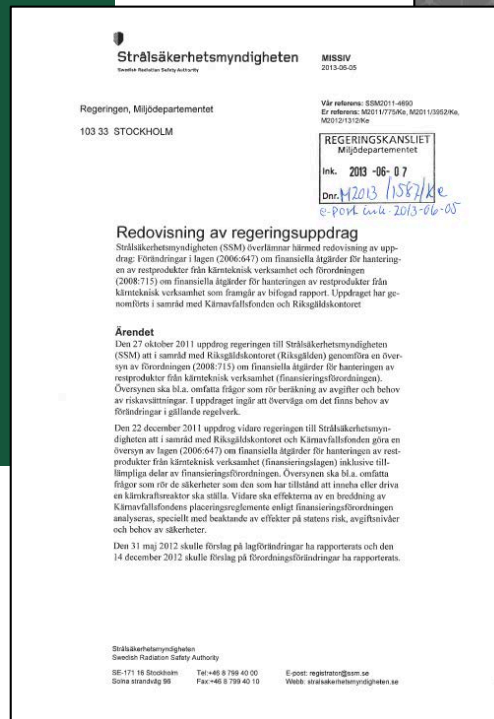 Strålsäkerhetsmyndigheten
Swedish Radiation Safety Authority
MISSIV
2013-06-05
Regeringen, Miljödepartementet
103 33 STOCKHOLM
Vår referens: SSM2011-4690
Er referens: M2011/775/Ke, M2011/3952/Ke,
M2012/1312/Ke
REGERINGSKANSLIET
Miljödepartementet
Ink. 2013 -06- 07
Dnr. M2013/1587/Ke
e-post ink. 2013-06-05
Redovisning av regeringsuppdrag
Strålsäkerhetsmyndigheten (SSM) överlämnar härmed redovisning av upp-
drag: Förändringar i lagen (2006:647) om finansiella åtgärder för hantering-
en av restprodukter från kärnteknisk verksamhet och förordningen
(2008:715) om finansiella åtgärder för hanteringen av restprodukter från
kärnteknisk verksamhet som framgår av bifogad rapport. Uppdraget har ge-
nomförts i samråd med Kärnavfallsfonden och Riksgäldskontoret
Ärendet
Den 27 oktober 2011 uppdrog regeringen till Strålsäkerhetsmyndigheten
(SSM) att i samråd med Riksgäldskontoret (Riksgälden) genomföra en över-
syn av förordningen (2008:715) om finansiella åtgärder för hanteringen av
restprodukter från kärnteknisk verksamhet (finansieringsförordningen).
Översynen ska bl.a. omfatta frågor som rör beräkning av avgifter och behov
av riskavsättningar. I uppdraget ingår att överväga om det finns behov av
förändringar i gällande regelverk.
Den 22 december 2011 uppdrog vidare regeringen till Strålsäkerhetsmyn-
digheten att i samråd med Riksgäldskontoret och Kärnavfallsfonden göra en
översyn av lagen (2006:647) om finansiella åtgärder för hanteringen av rest-
produkter från kärnteknisk verksamhet (finansieringslagen) inklusive till-
lämpliga delar av finansieringsförordningen. Översynen ska bl.a. omfatta
frågor som rör de säkerheter som den som har tillstånd att inneha eller driva
en kärnkraftsreaktor ska ställa. Vidare ska effekterna av en breddning av
Kärnavfallsfondens placeringsreglemente enligt finansieringsförordningen
analyseras, speciellt med beaktande av effekter på statens risk, avgiftsnivåer
och behov av säkerheter.
Den 31 maj 2012 skulle förslag på lagförändringar ha rapporterats och den
14 december 2012 skulle förslag på förordningsförändringar ha rapporterats.
Strålsäkerhetsmyndigheten
Swedish Radiation Safety Authority
SE-171 16 Stockholm Tel:+46 8 799 40 00 E-post: registrator@ssm.se
Solna strandväg 96 Fax:+46 8 799 40 10 Webb: stralsakerhetsmyndigheten.se